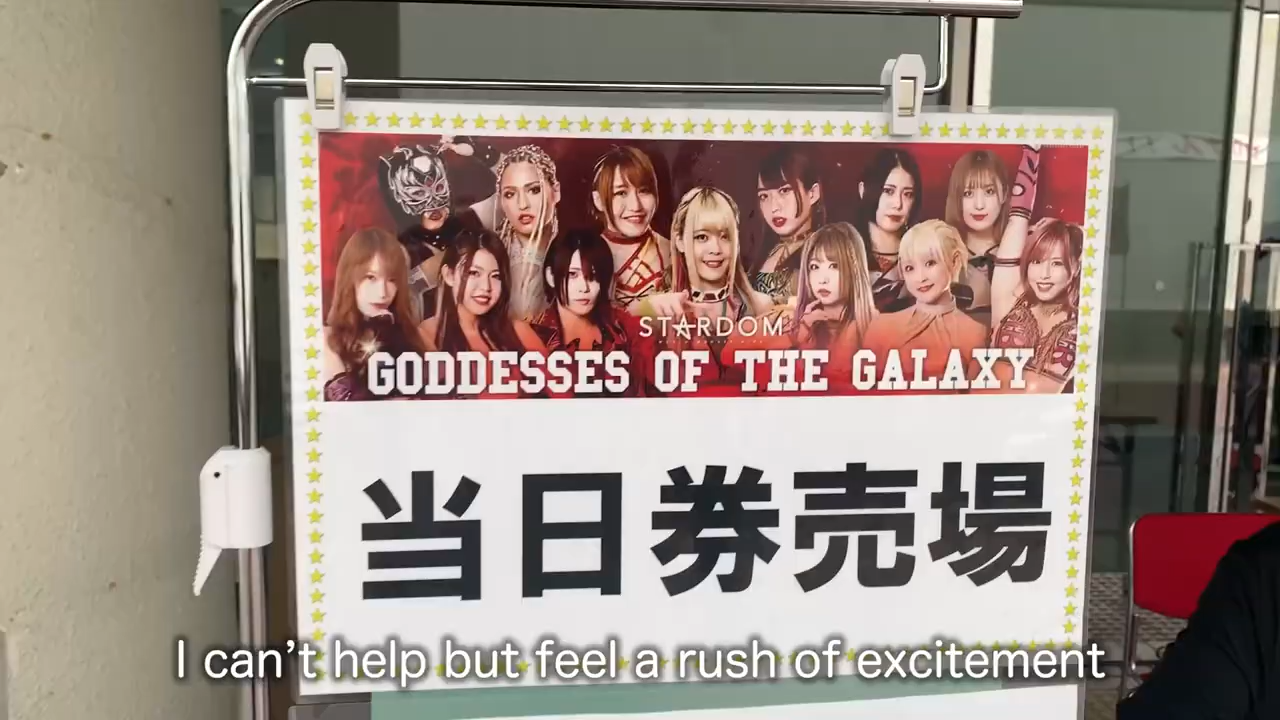 STARDOM
GODDESSES OF THE GALAXY
当日券売場
I can't help but feel a rush of excitement